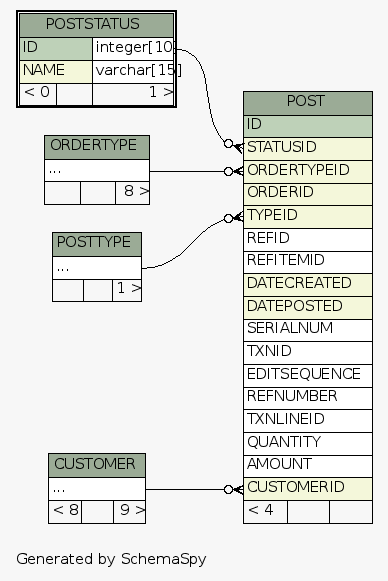 POSTSTATUS
ID integer[10
NAME varchar[15]
< 0 1 >
ORDERTYPE
...
8 >
POSTTYPE
...
1 >
CUSTOMER
...
< 8 9 >
POST
ID
STATUSID
ORDERTYPEID
ORDERID
TYPEID
REFID
REFITEMID
DATECREATED
DATEPOSTED
SERIALNUM
TXNID
EDITSEQUENCE
REFNUMBER
TXNLINEID
QUANTITY
AMOUNT
CUSTOMERID
< 4
Generated by SchemaSpy